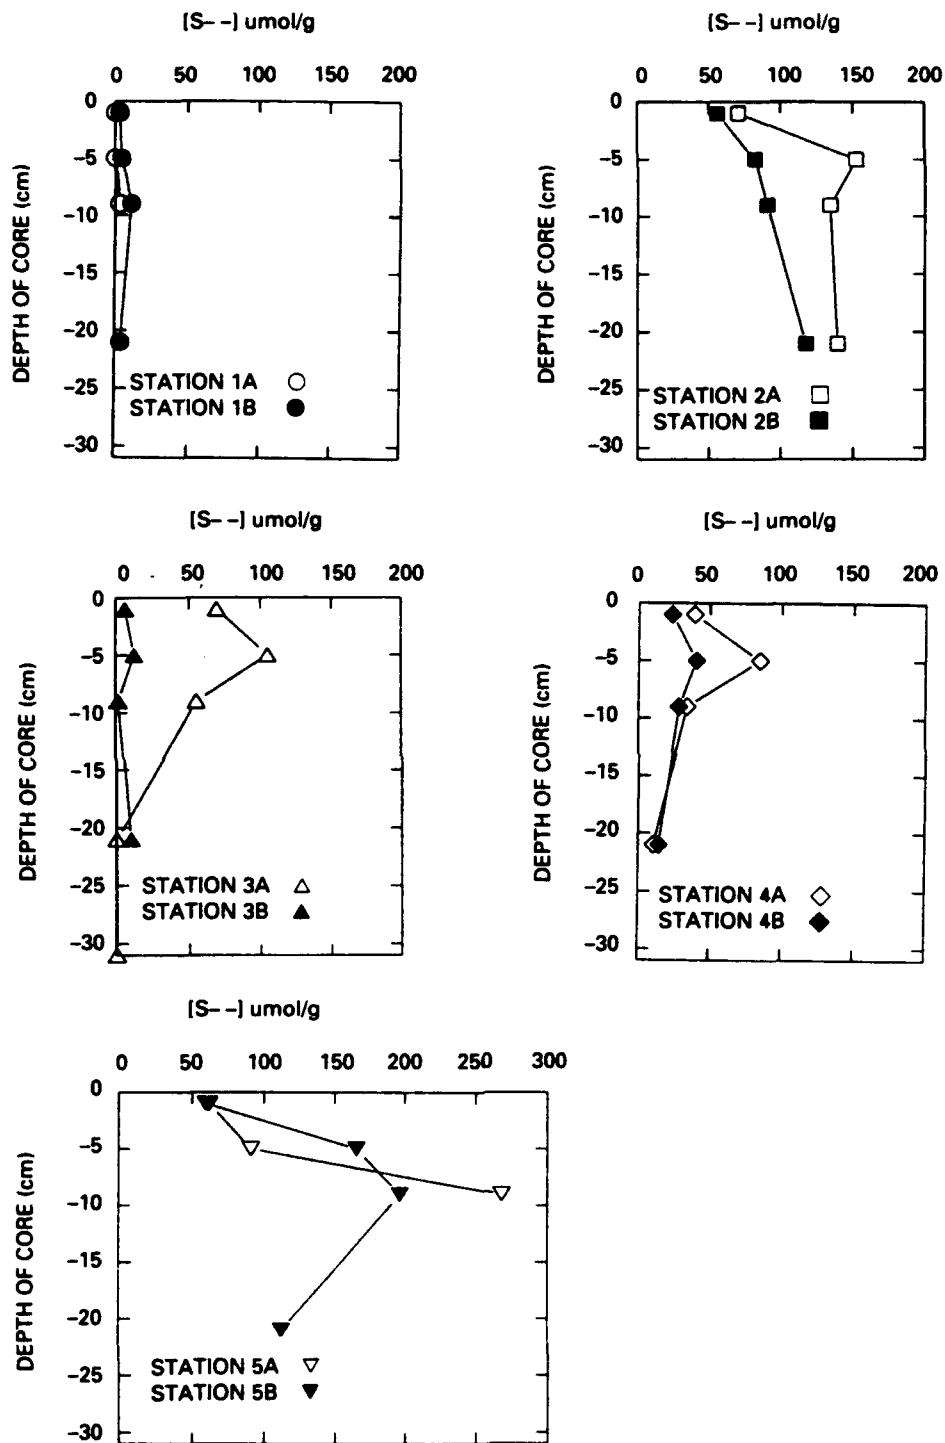 [S- -] umol/g
0 50 100 150 200
0
-5
-10
-15
-20
-25
-30
DEPTH OF CORE (cm)
STATION 1A
STATION 1B
[S- -] umol/g
0 50 100 150 200
0
-5
-10
-15
-20
-25
-30
DEPTH OF CORE (cm)
STATION 2A
STATION 2B
[S- -] umol/g
0 50 100 150 200
0
-5
-10
-15
-20
-25
-30
DEPTH OF CORE (cm)
STATION 3A
STATION 3B
[S- -] umol/g
0 50 100 150 200
0
-5
-10
-15
-20
-25
-30
DEPTH OF CORE (cm)
STATION 4A
STATION 4B
[S- -] umol/g
0 50 100 150 200 250 300
0
-5
-10
-15
-20
-25
-30
DEPTH OF CORE (cm)
STATION 5A
STATION 5B